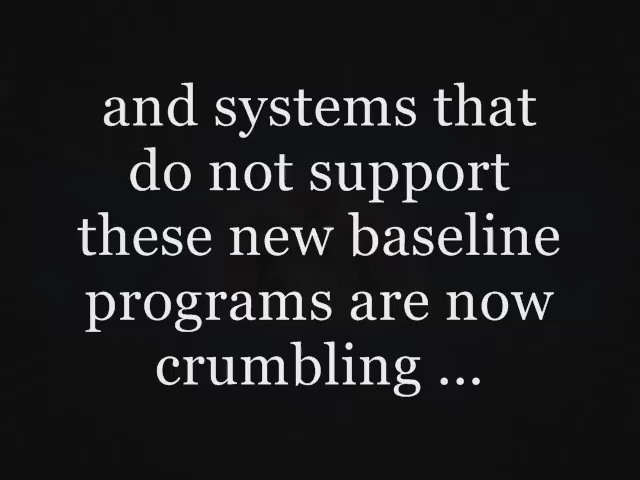 and systems that
do not support
these new baseline
programs are now
crumbling ...